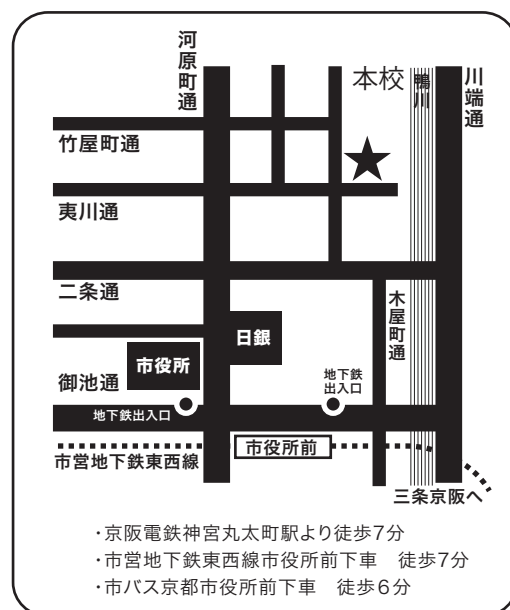 河原町通
本校
鴨川
川端通
竹屋町通
夷川通
二条通
木屋町通
日銀
市役所
地下鉄
出入口
御池通
地下鉄出入口
市役所前
市営地下鉄東西線
三条京阪へ
・京阪電鉄神宮丸太町駅より徒歩7分
・市営地下鉄東西線市役所前下車　徒歩7分
・市バス京都市役所前下車　徒歩6分